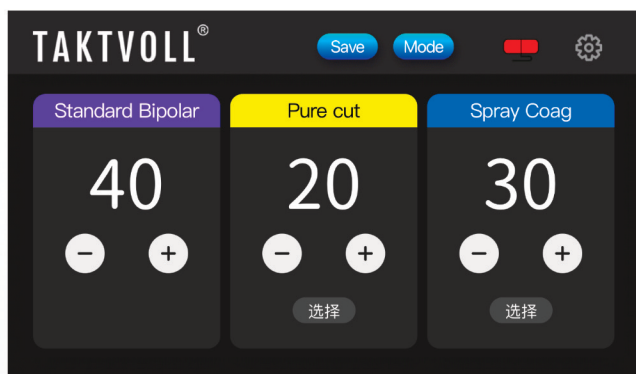 TAKTVOLL®
Save
Mode
Standard Bipolar
Pure cut
Spray Coag
40
20
30
− +
− +
− +
选择
选择